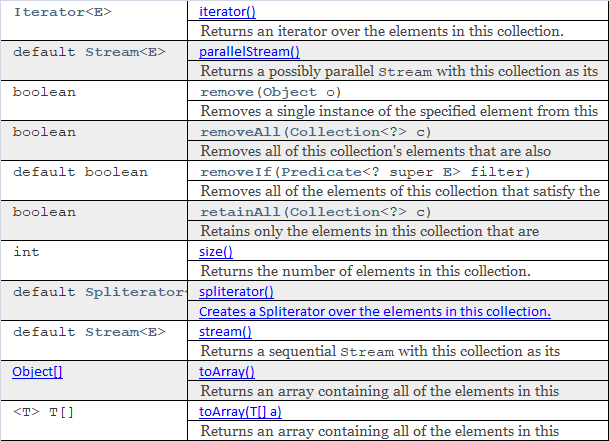 Iterator<E> iterator()
Returns an iterator over the elements in this collection.
default Stream<E> parallelStream()
Returns a possibly parallel Stream with this collection as its
boolean remove(Object o)
Removes a single instance of the specified element from this
boolean removeAll(Collection<?> c)
Removes all of this collection's elements that are also
default boolean removeIf(Predicate<? super E> filter)
Removes all of the elements of this collection that satisfy the
boolean retainAll(Collection<?> c)
Retains only the elements in this collection that are
int size()
Returns the number of elements in this collection.
default Spliterator< spliterator()
Creates a Spliterator over the elements in this collection.
default Stream<E> stream()
Returns a sequential Stream with this collection as its
Object[] toArray()
Returns an array containing all of the elements in this
<T> T[] toArray(T[] a)
Returns an array containing all of the elements in this